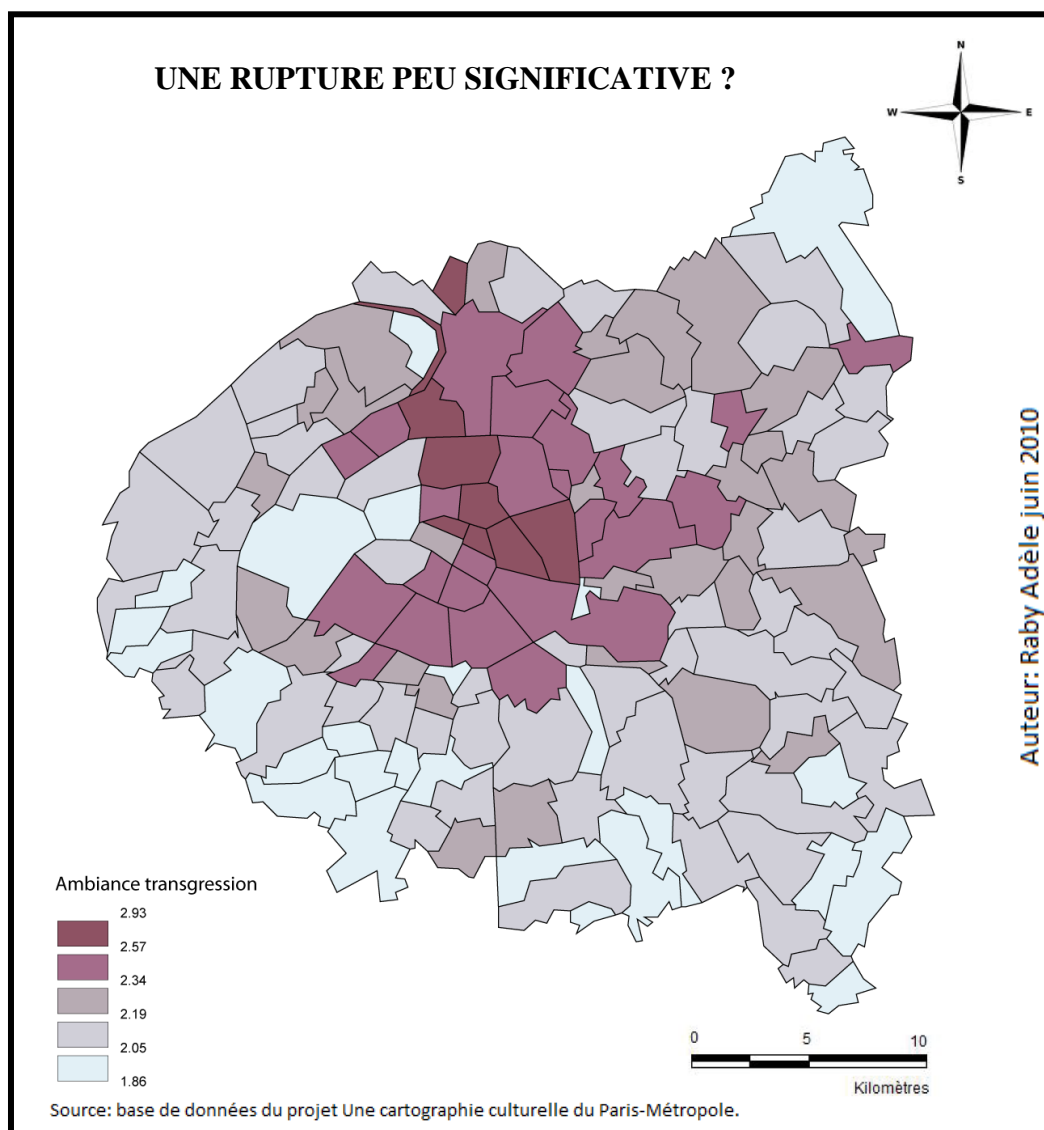 UNE RUPTURE PEU SIGNIFICATIVE ?
N
W
E
S
Auteur: Raby Adèle juin 2010
Ambiance transgression
2.93
2.57
2.34
2.19
2.05
1.86
0 5 10
Kilomètres
Source: base de données du projet Une cartographie culturelle du Paris-Métropole.